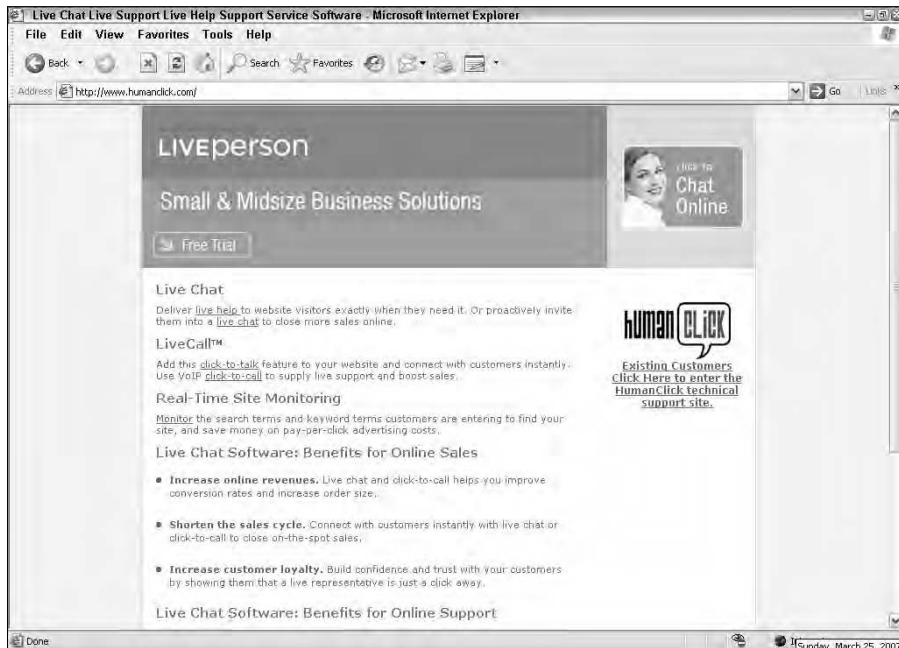 Live Chat Live Support Live Help Support Service Software - Microsoft Internet Explorer
File Edit View Favorites Tools Help
Back Search Favorites
Address http://www.humanclick.com/ Go Links
LIVEperson
Small & Midsize Business Solutions
Free Trial
click to
Chat
Online
Live Chat
Deliver live help to website visitors exactly when they need it. Or proactively invite
them into a live chat to close more sales online.
LiveCall™
Add this click-to-talk feature to your website and connect with customers instantly.
Use VoIP click-to-call to supply live support and boost sales.
Real-Time Site Monitoring
Monitor the search terms and keyword terms customers are entering to find your
site, and save money on pay-per-click advertising costs.
Live Chat Software: Benefits for Online Sales
• Increase online revenues. Live chat and click-to-call helps you improve
conversion rates and increase order size.
• Shorten the sales cycle. Connect with customers instantly with live chat or
click-to-call to close on-the-spot sales.
• Increase customer loyalty. Build confidence and trust with your customers
by showing them that a live representative is just a click away.
Live Chat Software: Benefits for Online Support
human CLICK
Existing Customers
Click Here to enter the
HumanClick technical
support site.
Done
Sunday, March 25, 2007